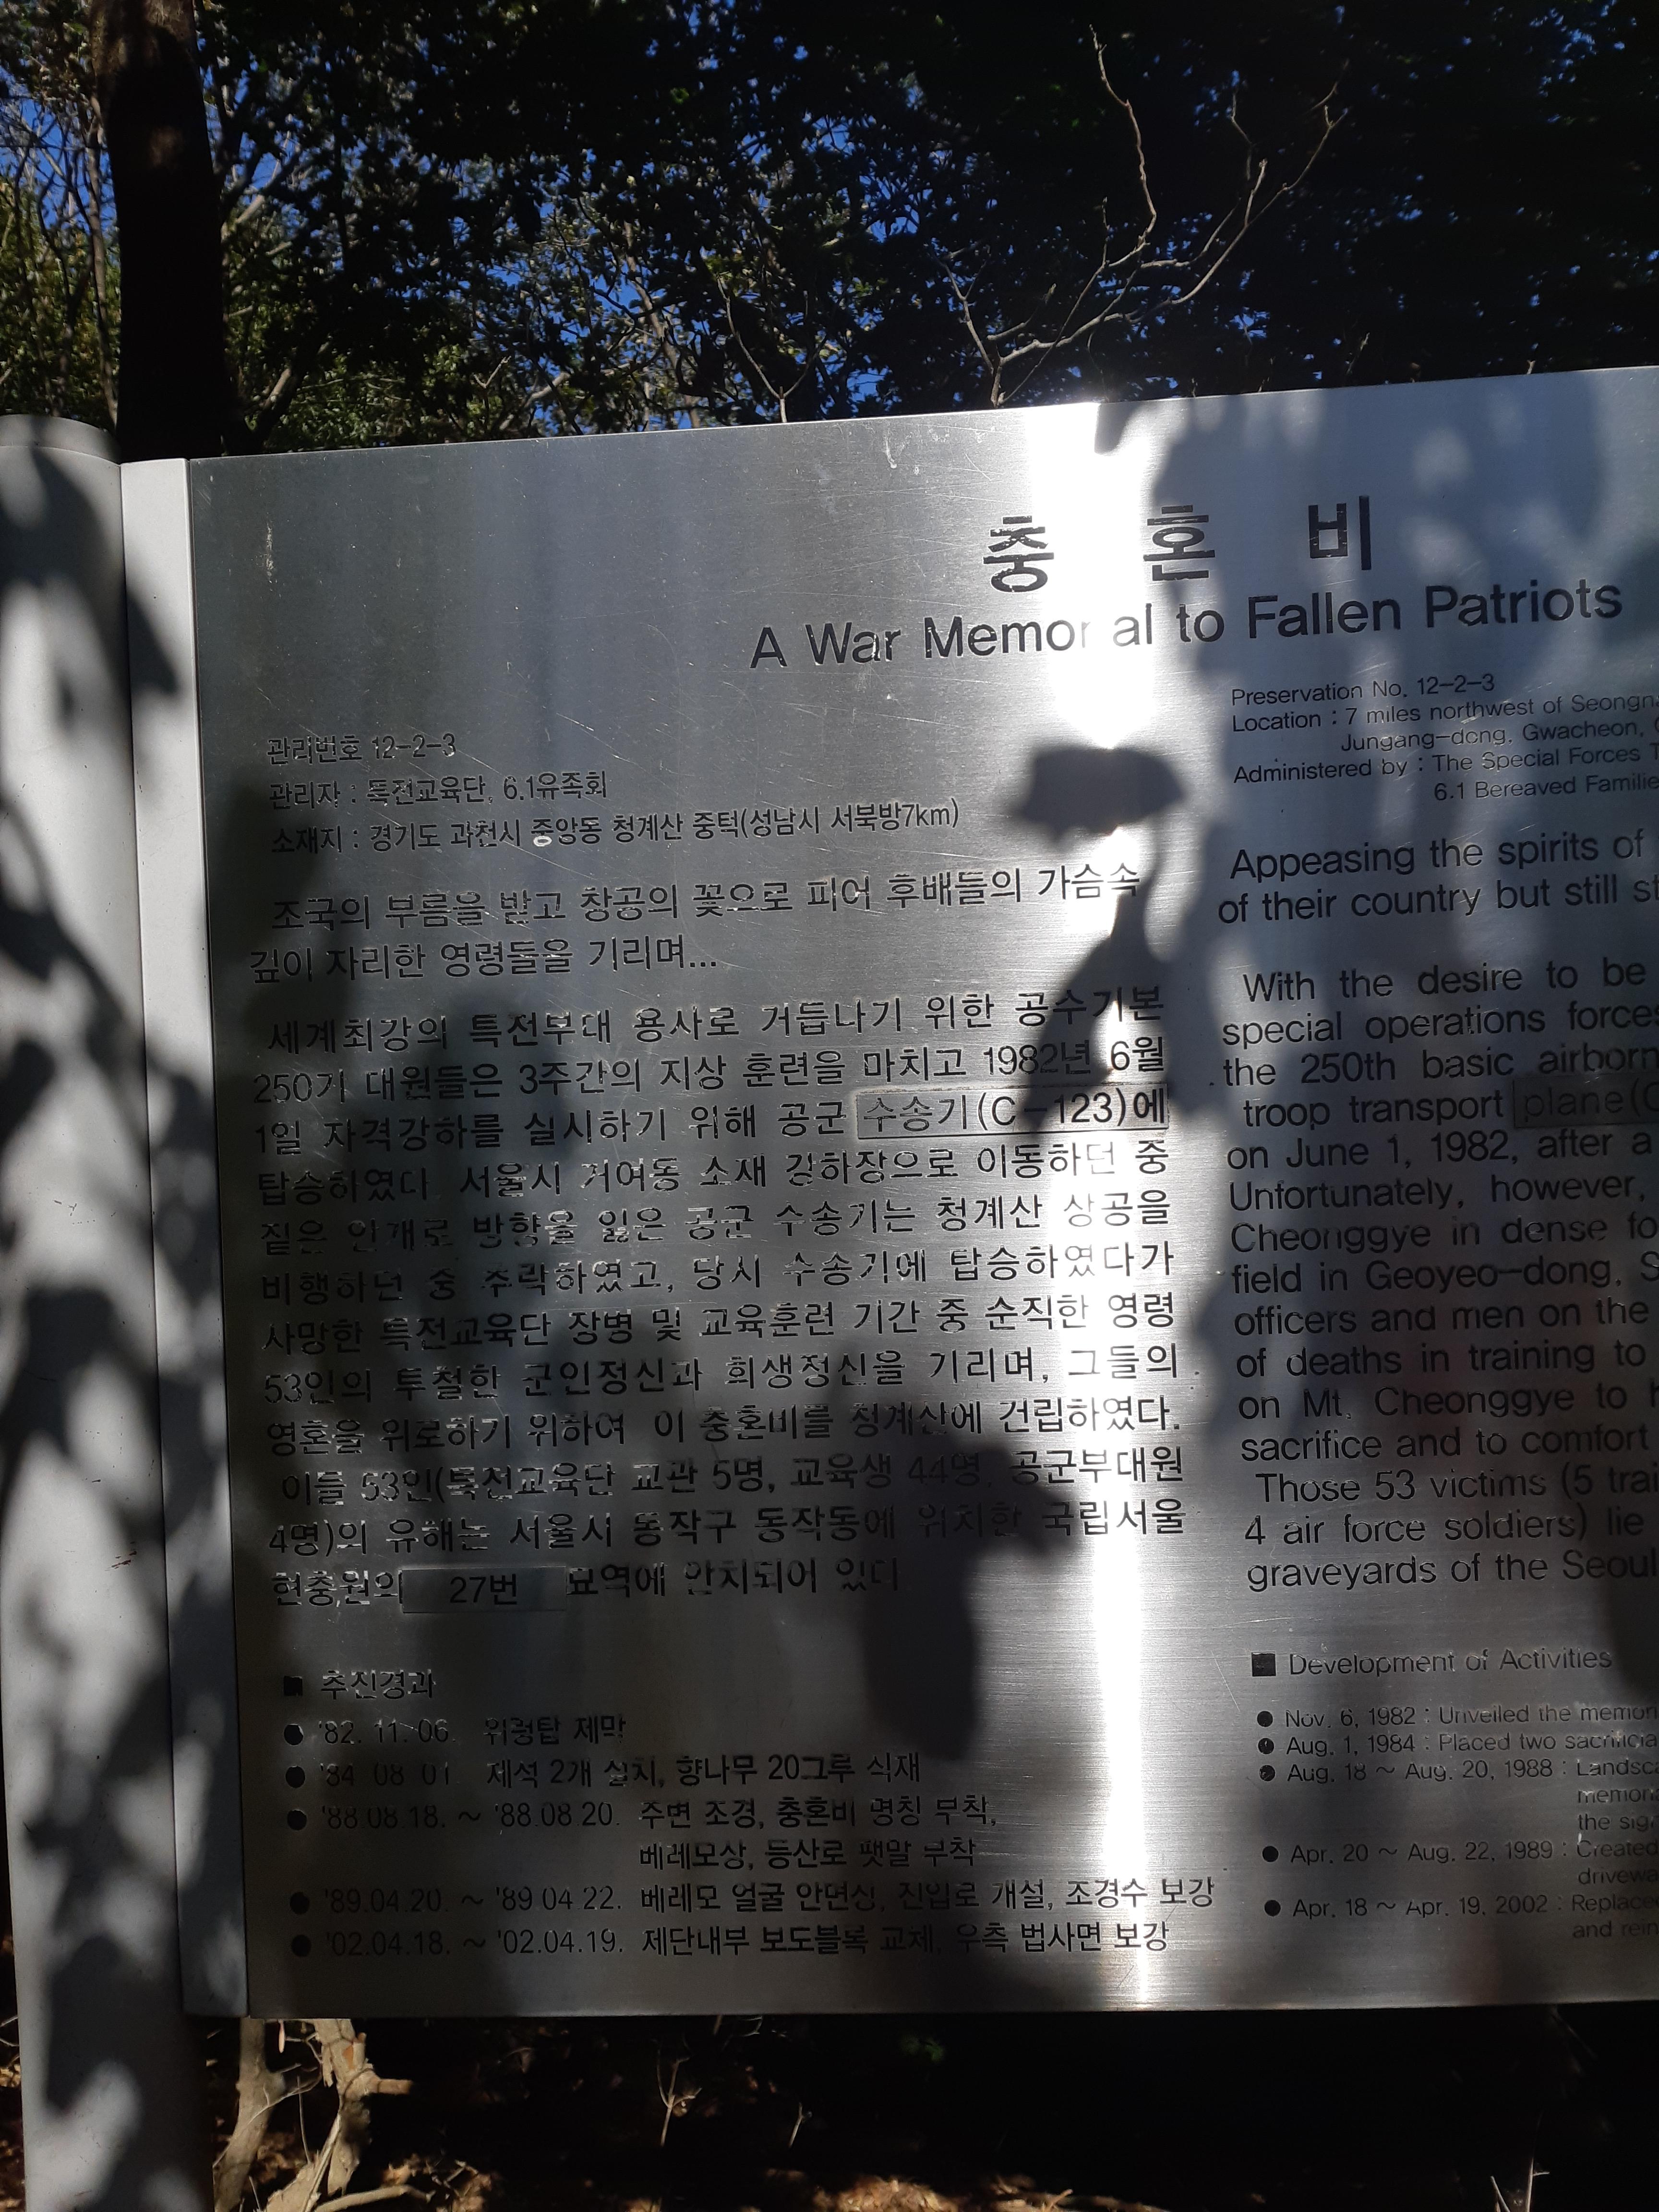 충 혼 비
A War Memorial to Fallen Patriots
관리번호 12-2-3
관리자 : 특전교육단, 6.1유족회
소재지 : 경기도 과천시 중앙동 청계산 중턱(성남시 서북방7km)
조국의 부름을 받고 창공의 꽃으로 피어 후배들의 가슴속
깊이 자리한 영령들을 기리며...
세계최강의 특전부대 용사로 거듭나기 위한 공수기본
250기 대원들은 3주간의 지상 훈련을 마치고 1982년 6월
1일 자격강하를 실시하기 위해 공군 수송기(C-123)에
탑승하였다 서울시 거여동 소재 강하장으로 이동하던 중
짙은 안개로 방향을 잃은 공군 수송기는 청계산 상공을
비행하던 중 추락하였고, 당시 수송기에 탑승하였다가
사망한 특전교육단 장병 및 교육훈련 기간 중 순직한 영령
53인의 투철한 군인정신과 희생정신을 기리며, 그들의
영혼을 위로하기 위하여 이 충혼비를 청계산에 건립하였다.
이들 53인(특전교육단 교관 5명, 교육생 44명, 공군부대원
4명)의 유해는 서울시 동작구 동작동에 위치한 국립서울
현충원의 27번 묘역에 안치되어 있다
■ 추진경과
● '82. 11. 06. 위령탑 제막
● '84 08 01. 제석 2개 설치, 향나무 20그루 식재
● '88.08.18. ~ '88.08.20. 주변 조경, 충혼비 명칭 부착,
베레모상, 등산로 팻말 부착
● '89.04.20. ~ '89.04 22. 베레모 얼굴 안면상, 진입로 개설, 조경수 보강
● '02.04.18. ~ '02.04.19. 제단내부 보도블록 교체, 우측 법사면 보강
Preservation No. 12-2-3
Location : 7 miles northwest of
Jungang-dong, Gwacheon,
Administered by : The Special Forces
6.1 Bereaved
Appeasing the spirits of
of their country but still
With the desire to be
special operations
the 250th basic
troop transport plane
on June 1, 1982, after a
Unfortunately, however,
Cheonggye in dense
field in Geoyeo-dong,
officers and men on the
of deaths in training to
on Mt. Cheonggye to
sacrifice and to comfort
Those 53 victims (5
4 air force soldiers) lie
graveyards of the Seoul
■ Development of Activities
● Nov. 6, 1982 : Unveiled the
● Aug. 1, 1984 : Placed two
● Aug. 18 ~ Aug. 20, 1988 :
the
● Apr. 20 ~ Aug. 22, 1989 : Created
● Apr. 18 ~ Apr. 19, 2002 :
and